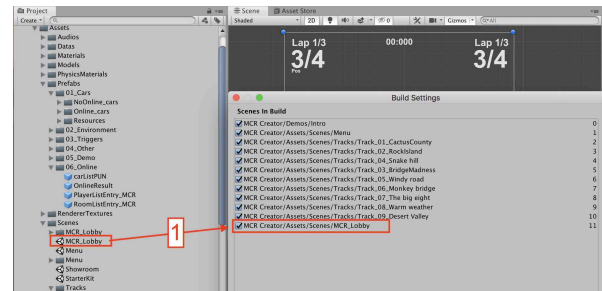 Project
Create
Assets
Audios
Datas
Materials
Models
PhysicsMaterials
Prefabs
01_Cars
NoOnline_cars
Online_cars
Resources
02_Environment
03_Triggers
04_Other
05_Demo
06_Online
carListPUN
OnlineResult
PlayerListEntry_MCR
RoomListEntry_MCR
RendererTextures
Scenes
MCR_Lobby
MCR_Lobby
Menu
Menu
Showroom
StarterKit
Tracks
1
Scene Asset Store
Shaded 2D 0 Gizmos All
Lap 1/3 00:000 Lap 1/3
3/4 3/4
Pos
Build Settings
Scenes In Build
MCR Creator/Demos/Intro 0
MCR Creator/Assets/Scenes/Menu 1
MCR Creator/Assets/Scenes/Tracks/Track_01_CactusCounty 2
MCR Creator/Assets/Scenes/Tracks/Track_02_RockIsland 3
MCR Creator/Assets/Scenes/Tracks/Track_04_Snake hill 4
MCR Creator/Assets/Scenes/Tracks/Track_03_BridgeMadness 5
MCR Creator/Assets/Scenes/Tracks/Track_05_Windy road 6
MCR Creator/Assets/Scenes/Tracks/Track_06_Monkey bridge 7
MCR Creator/Assets/Scenes/Tracks/Track_07_The big eight 8
MCR Creator/Assets/Scenes/Tracks/Track_08_Warm weather 9
MCR Creator/Assets/Scenes/Tracks/Track_09_Desert Valley 10
MCR Creator/Assets/Scenes/MCR_Lobby 11